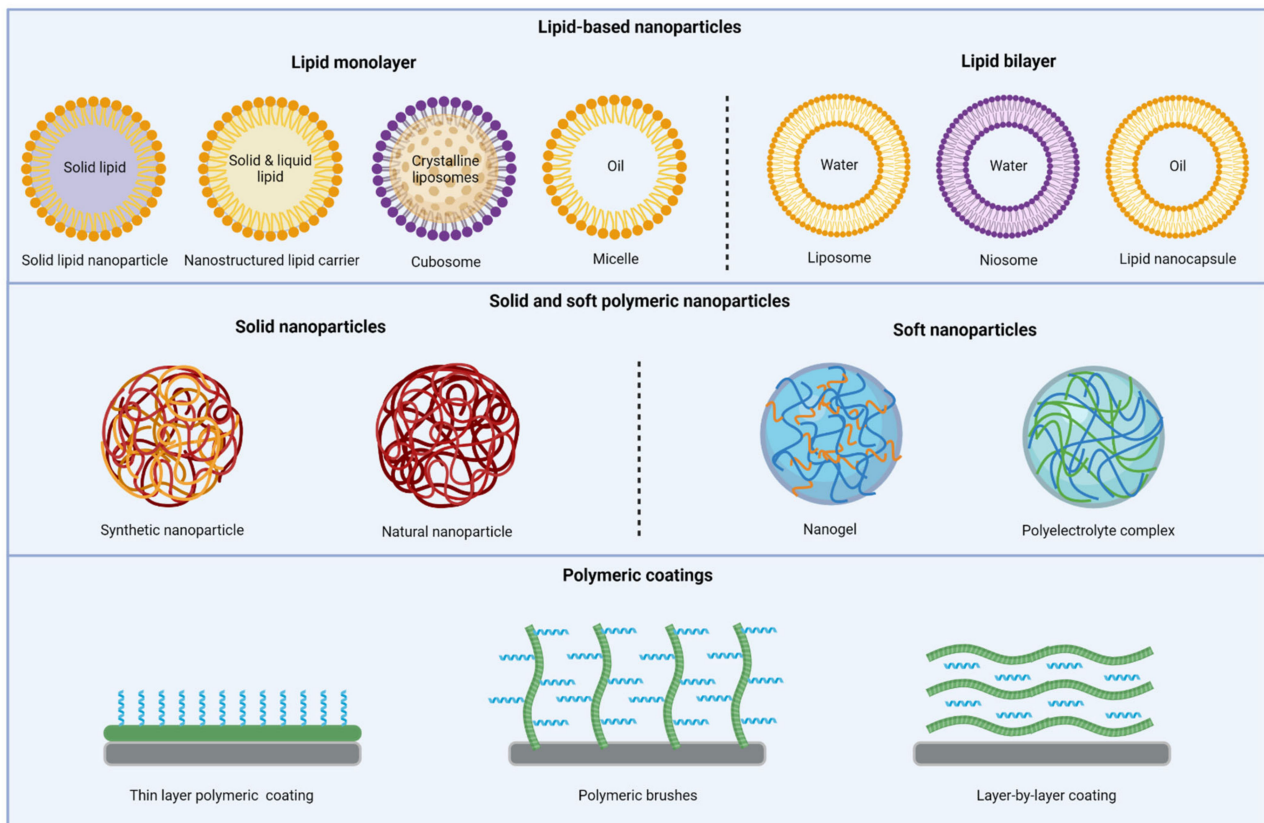 Lipid-based nanoparticles
Lipid monolayer
Lipid bilayer
Solid lipid
Solid & liquid
lipid
Crystalline
liposomes
Oil
Water
Water
Oil
Solid lipid nanoparticle
Nanostructured lipid carrier
Cubosome
Micelle
Liposome
Niosome
Lipid nanocapsule
Solid and soft polymeric nanoparticles
Solid nanoparticles
Soft nanoparticles
Synthetic nanoparticle
Natural nanoparticle
Nanogel
Polyelectrolyte complex
Polymeric coatings
Thin layer polymeric coating
Polymeric brushes
Layer-by-layer coating